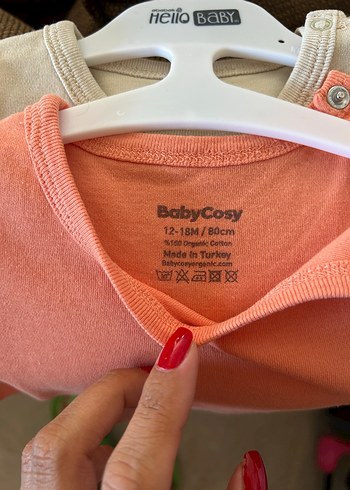 Hello BABY
BabyCosy
12-18M / 80cm
%100 Organic Cotton
Made in Turkey
Babycosyorganic.com